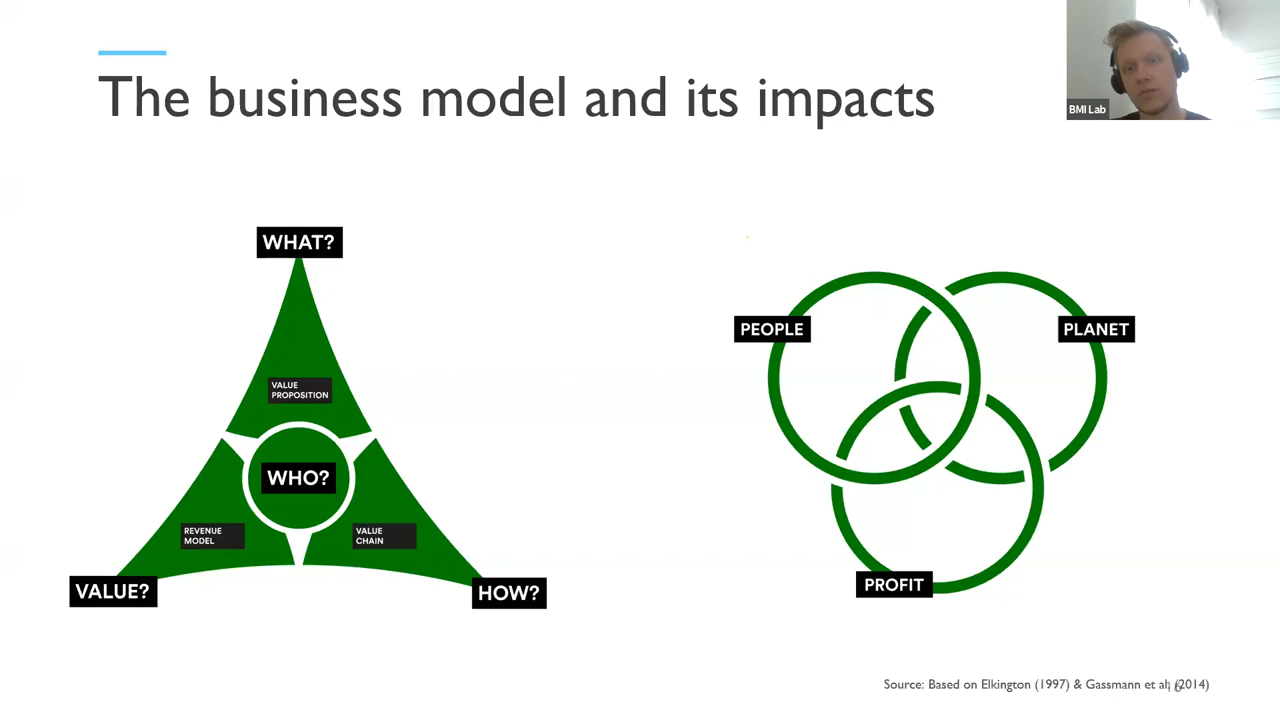 The business model and its impacts
BMI Lab
WHAT?
VALUE
PROPOSITION
WHO?
REVENUE
MODEL
VALUE
CHAIN
VALUE?
HOW?
PEOPLE
PLANET
PROFIT
Source: Based on Elkington (1997) & Gassmann et al. (2014)